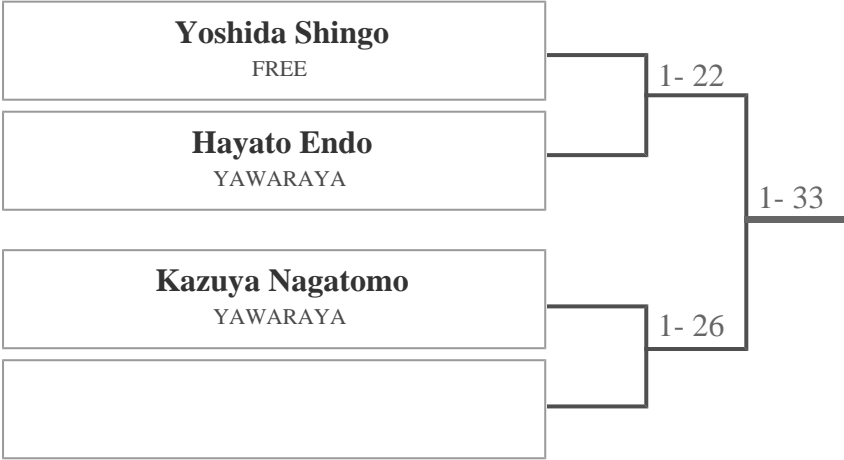 Yoshida Shingo
FREE
1- 22
Hayato Endo
YAWARAYA
1- 33
Kazuya Nagatomo
YAWARAYA
1- 26